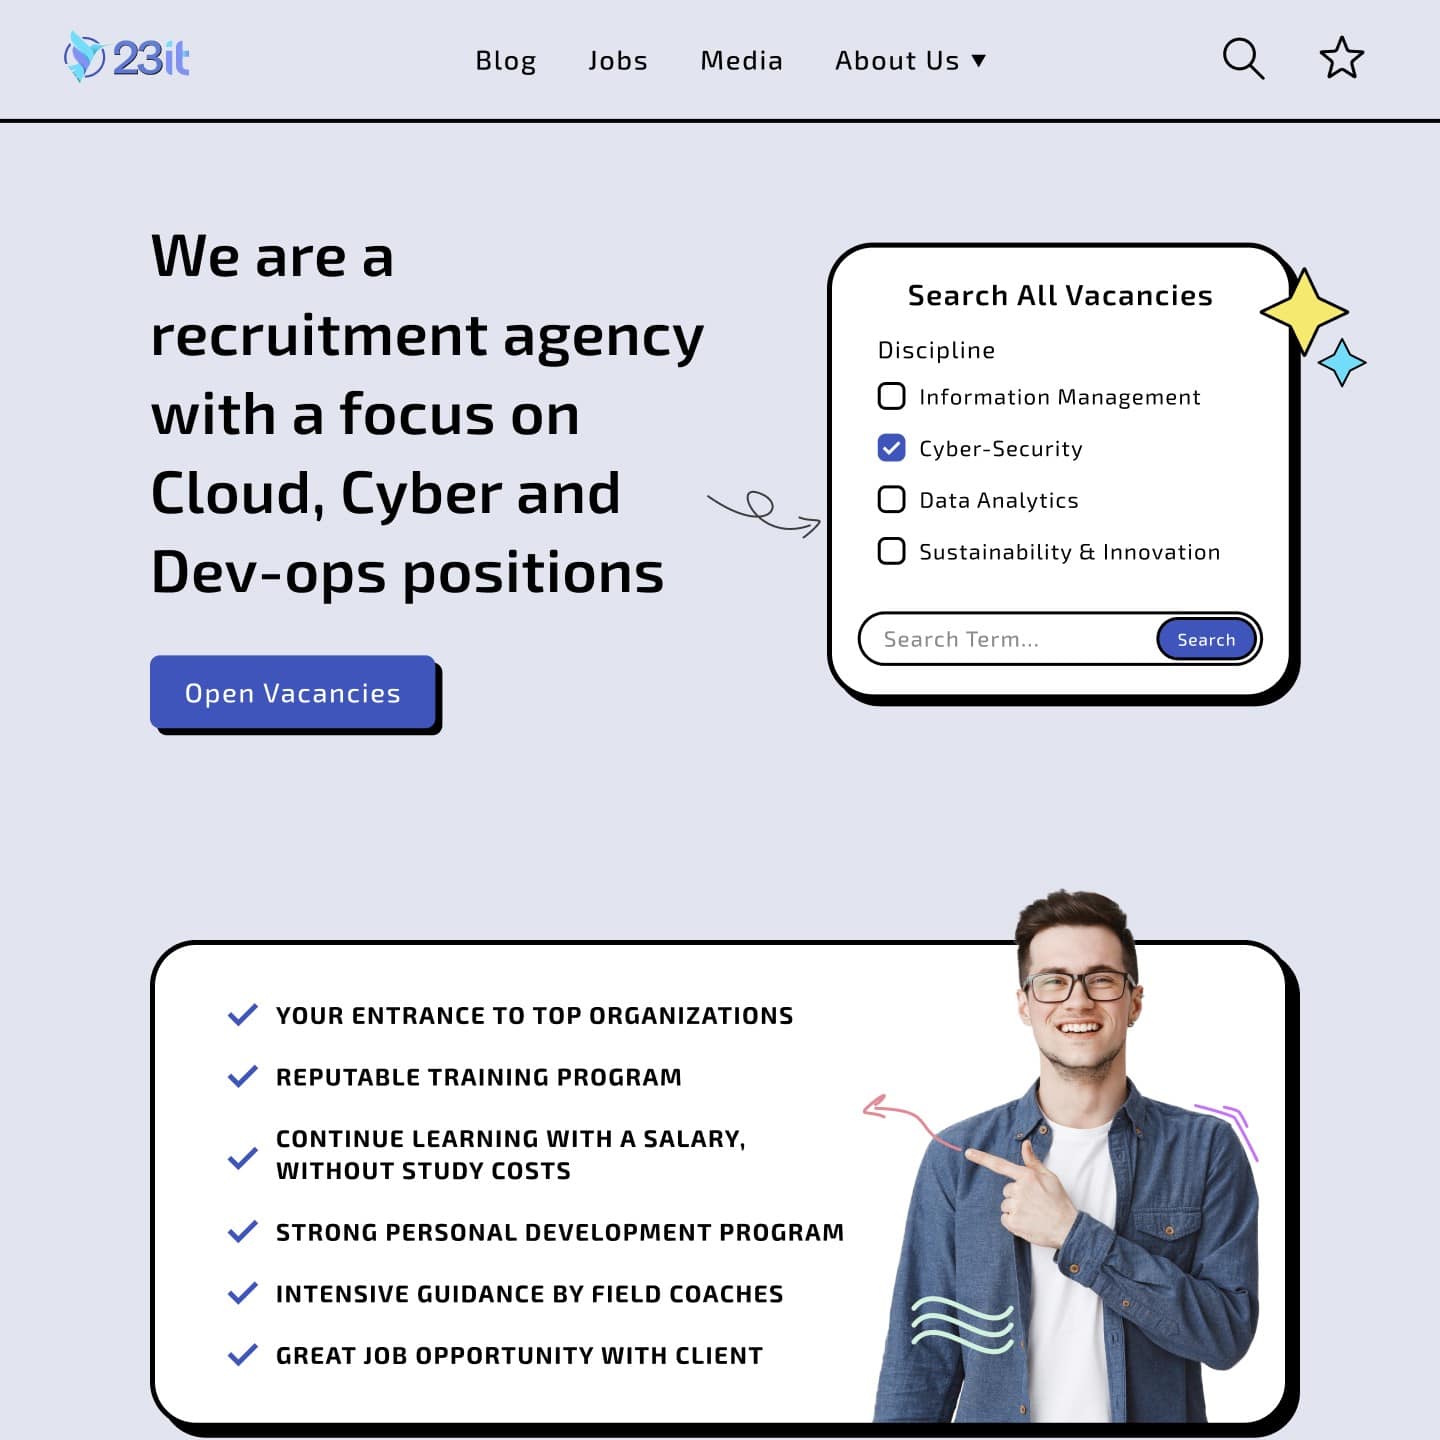 23it
Blog Jobs Media About Us ▼
We are a
recruitment agency
with a focus on
Cloud, Cyber and
Dev-ops positions
Open Vacancies
Search All Vacancies
Discipline
Information Management
Cyber-Security
Data Analytics
Sustainability & Innovation
Search Term... Search
YOUR ENTRANCE TO TOP ORGANIZATIONS
REPUTABLE TRAINING PROGRAM
CONTINUE LEARNING WITH A SALARY,
WITHOUT STUDY COSTS
STRONG PERSONAL DEVELOPMENT PROGRAM
INTENSIVE GUIDANCE BY FIELD COACHES
GREAT JOB OPPORTUNITY WITH CLIENT